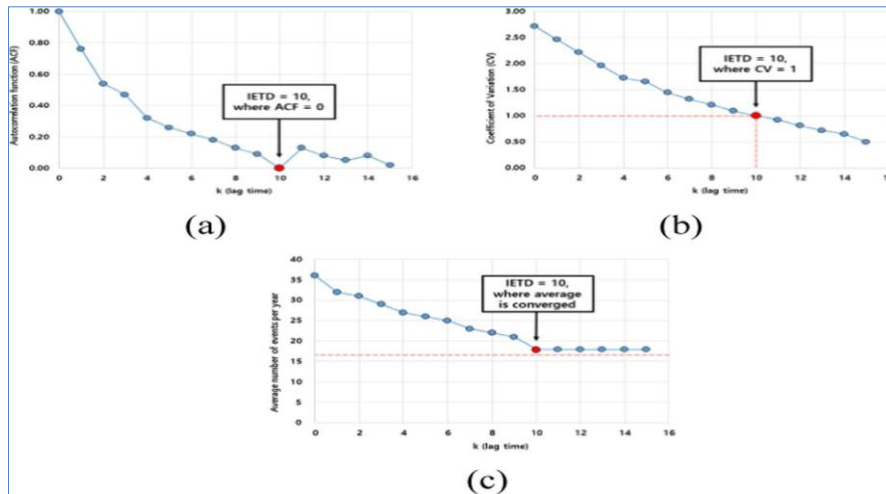 1.00
0.80
0.60
0.40
0.20
0.00
Autocorrelation function (ACF)
IETD = 10,
where ACF = 0
0 2 4 6 8 10 12 14 16
k (lag time)
(a)
3.00
2.50
2.00
1.50
1.00
0.50
0.00
Coefficient of Variation (CV)
IETD = 10,
where CV = 1
0 2 4 6 8 10 12 14 16
k (lag time)
(b)
40
35
30
25
20
15
10
5
0
Average number of events per year
IETD = 10,
where average
is converged
0 2 4 6 8 10 12 14 16
k (lag time)
(c)